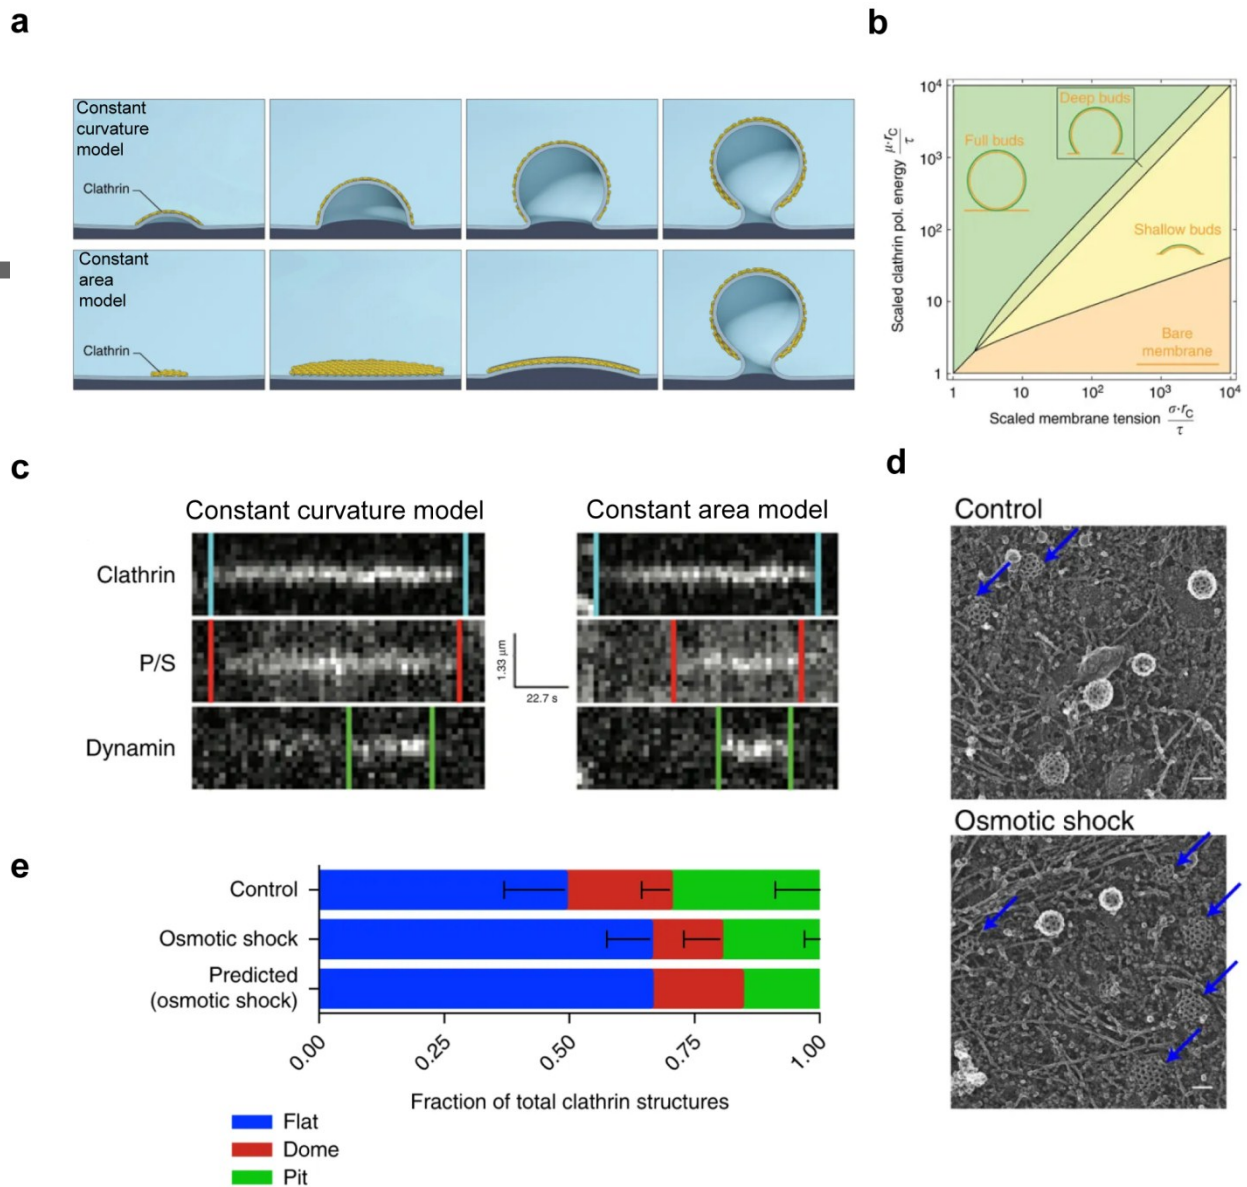 a
Constant
curvature
model
Clathrin
Constant
area
model
Clathrin
b
Scaled clathrin pol. energy μ·r_C/τ
10⁴
10³
10²
10
1
Full buds
Deep buds
Shallow buds
Bare
membrane
1 10 10² 10³ 10⁴
Scaled membrane tension σ·r_C/τ
c
Constant curvature model Constant area model
Clathrin
P/S
Dynamin
1.33 μm
22.7 s
d
Control
Osmotic shock
e
Control
Osmotic shock
Predicted
(osmotic shock)
0.00 0.25 0.50 0.75 1.00
Fraction of total clathrin structures
Flat
Dome
Pit